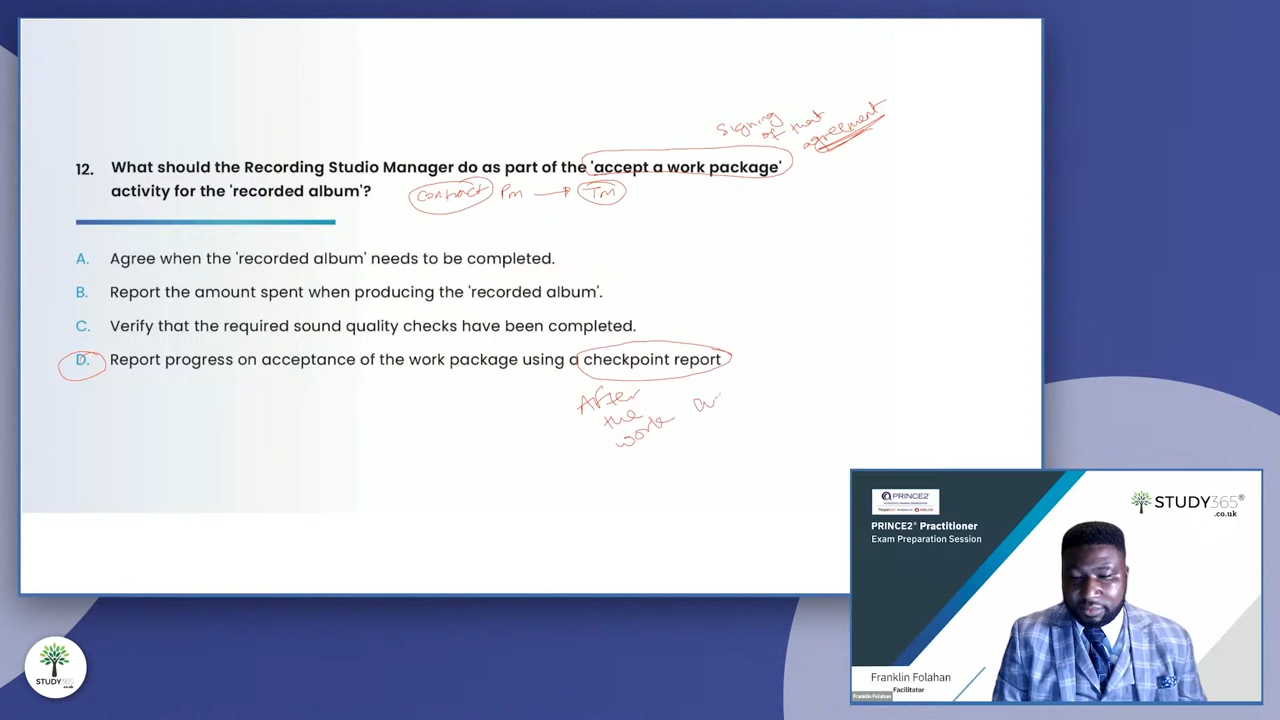 signing
of that
agreement
12. What should the Recording Studio Manager do as part of the 'accept a work package'
activity for the 'recorded album'?
contract Pm → Tm
A. Agree when the 'recorded album' needs to be completed.
B. Report the amount spent when producing the 'recorded album'.
C. Verify that the required sound quality checks have been completed.
D. Report progress on acceptance of the work package using a checkpoint report
After
the
work
PRINCE2®
STUDY365®
.co.uk
PRINCE2® Practitioner
Exam Preparation Session
Franklin Folahan
Facilitator
Franklin Folahan
STUDY365
.co.uk